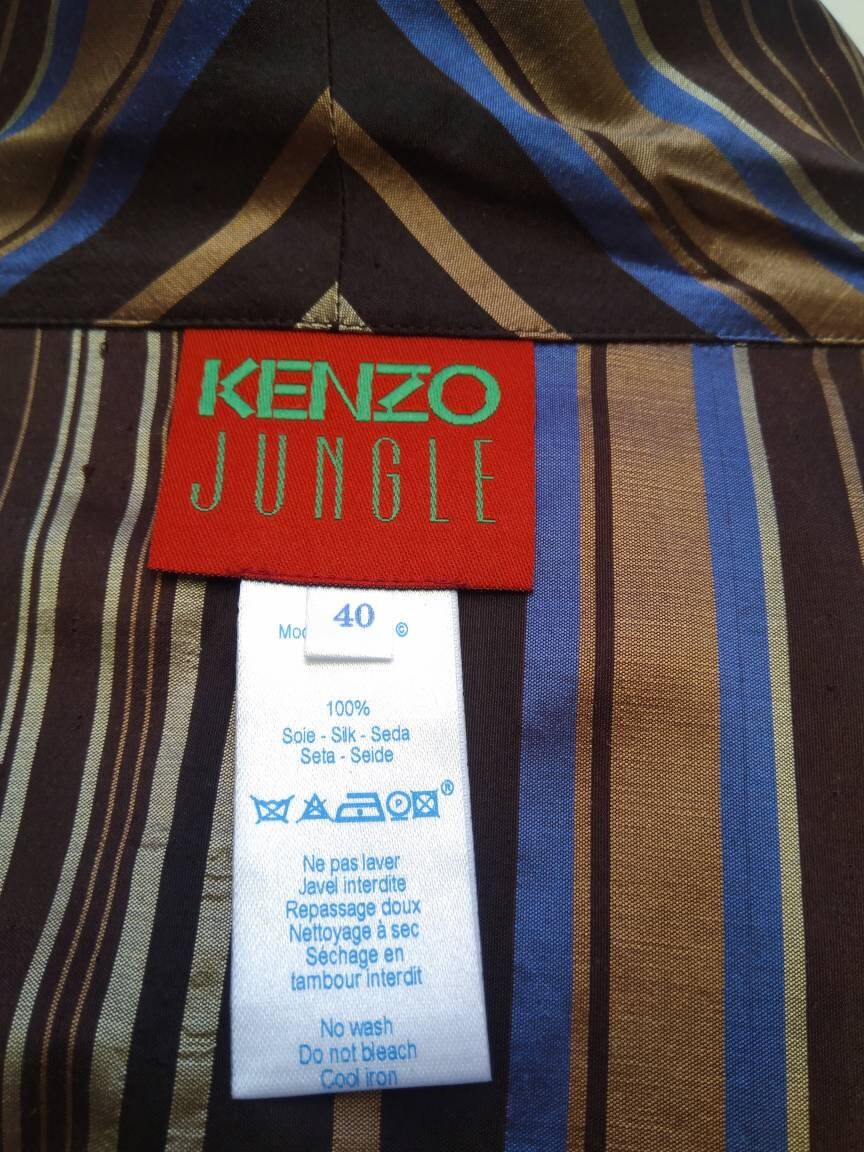 KENZO
JUNGLE
40
©
100%
Soie - Silk - Seda
Seta - Seide
P ®
Ne pas laver
Javel interdite
Repassage doux
Nettoyage à sec
Séchage en
tambour interdit
No wash
Do not bleach
Cool iron